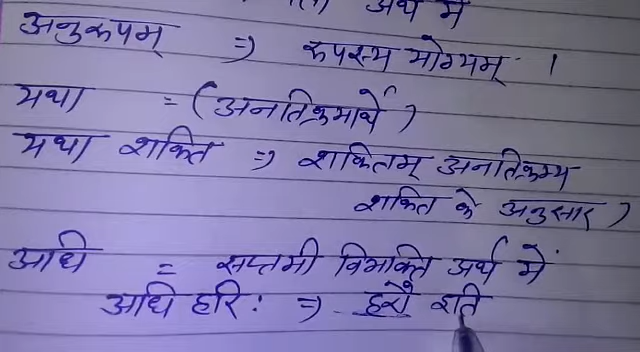 अर्थ में
अनुरूपम् => रूपस्य योग्यम् ।
यथा = (अनतिक्रमार्थे)
यथा शक्ति => शक्तिम् अनतिक्रम्य
शक्ति के अनुसार)
अधि = सप्तमी विभक्ति अर्थ में
अधि हरि: => हरौ इति